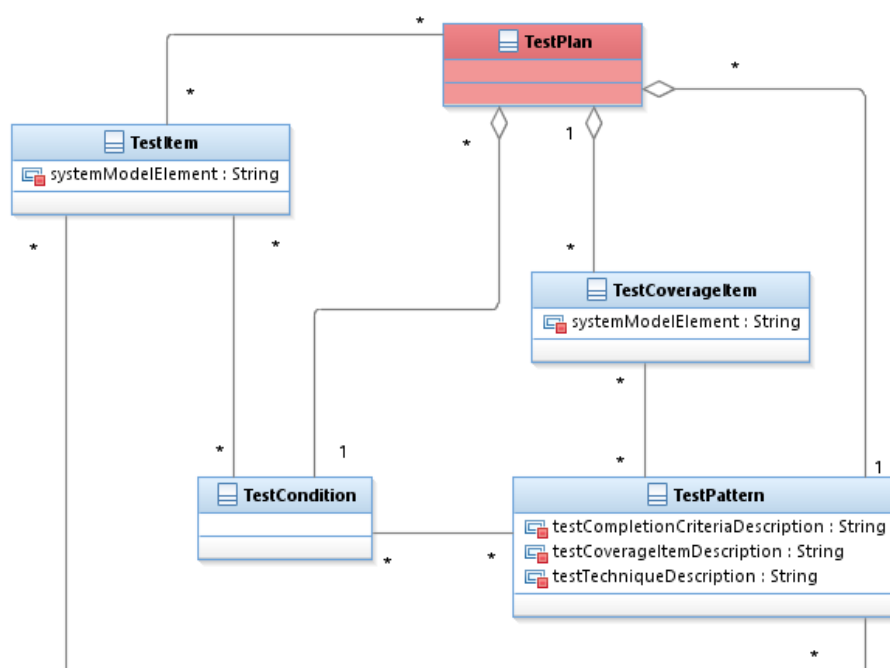 *
TestPlan
*
*
TestItem
*
1
systemModelElement : String
*
*
*
TestCoverageItem
systemModelElement : String
*
*
1
*
1
TestCondition
TestPattern
testCompletionCriteriaDescription : String
testCoverageItemDescription : String
*
*
testTechniqueDescription : String
*